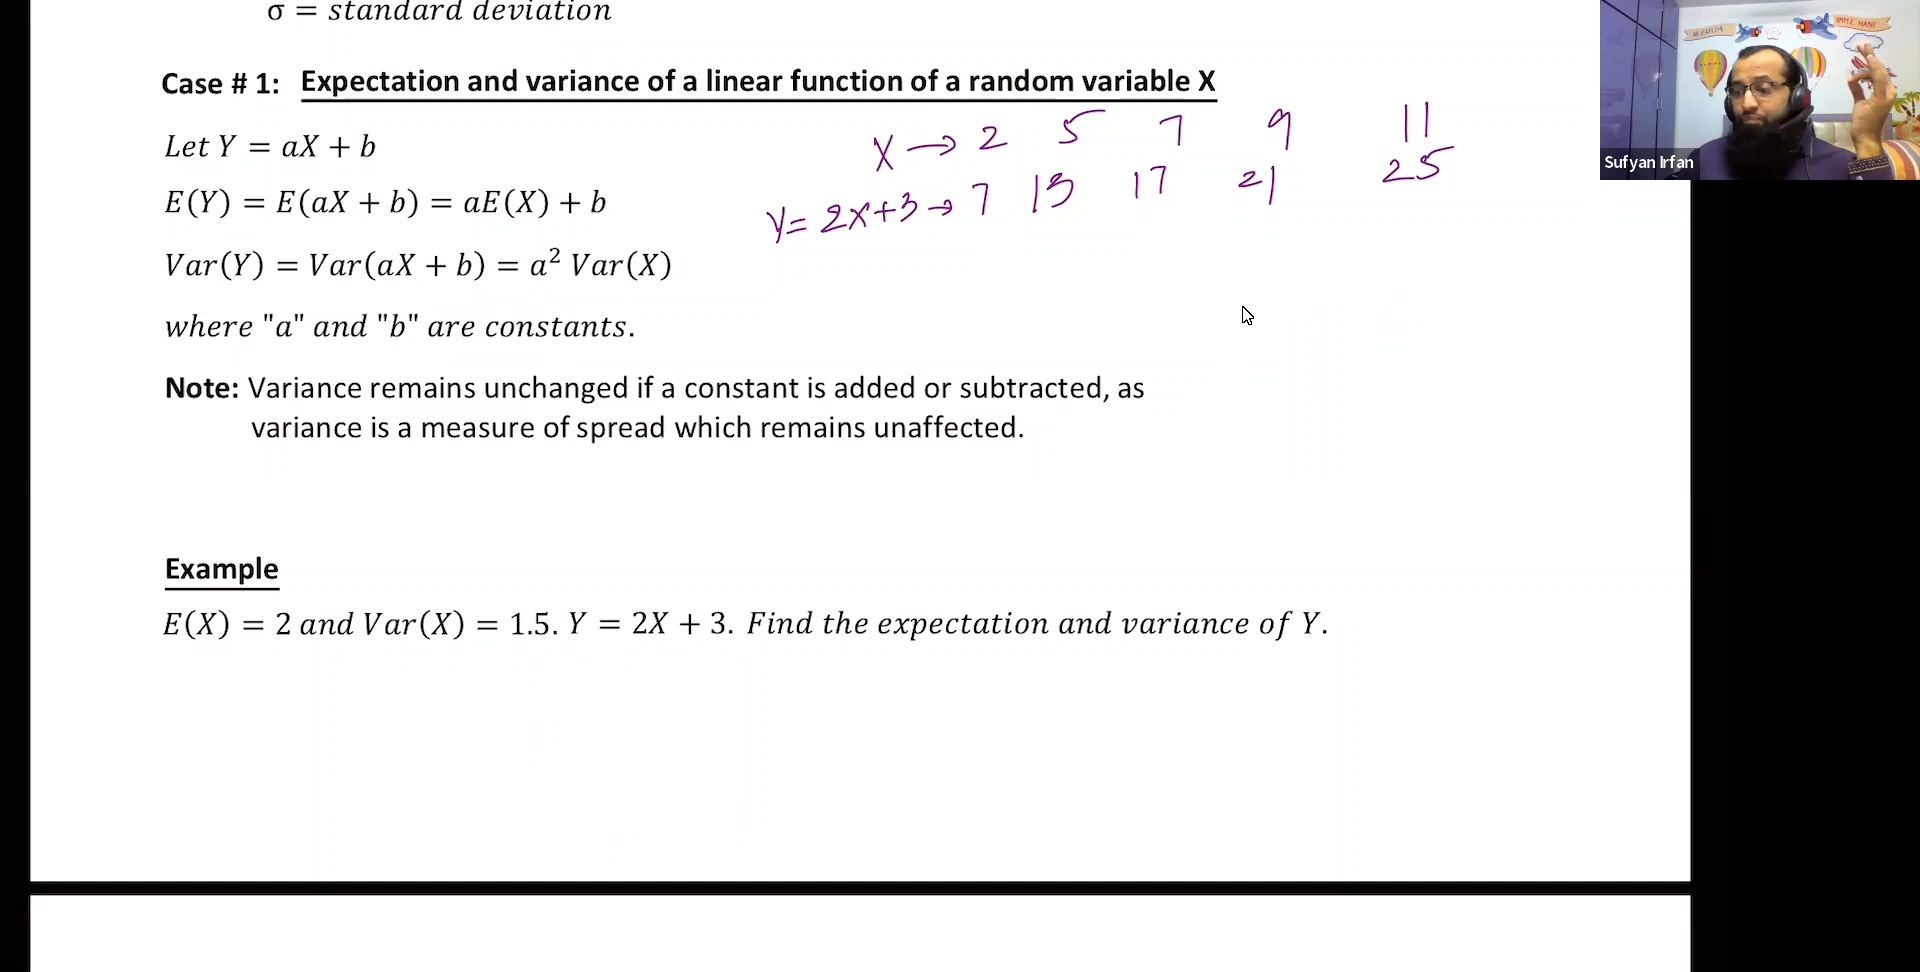 σ = standard deviation
Case # 1: Expectation and variance of a linear function of a random variable X
Let Y = aX + b
E(Y) = E(aX + b) = aE(X) + b
Var(Y) = Var(aX + b) = a² Var(X)
where "a" and "b" are constants.
X → 2 5 7 9 11
Y = 2X+3 → 7 13 17 21 25
Note: Variance remains unchanged if a constant is added or subtracted, as
variance is a measure of spread which remains unaffected.
Example
E(X) = 2 and Var(X) = 1.5. Y = 2X + 3. Find the expectation and variance of Y.
Sufyan Irfan